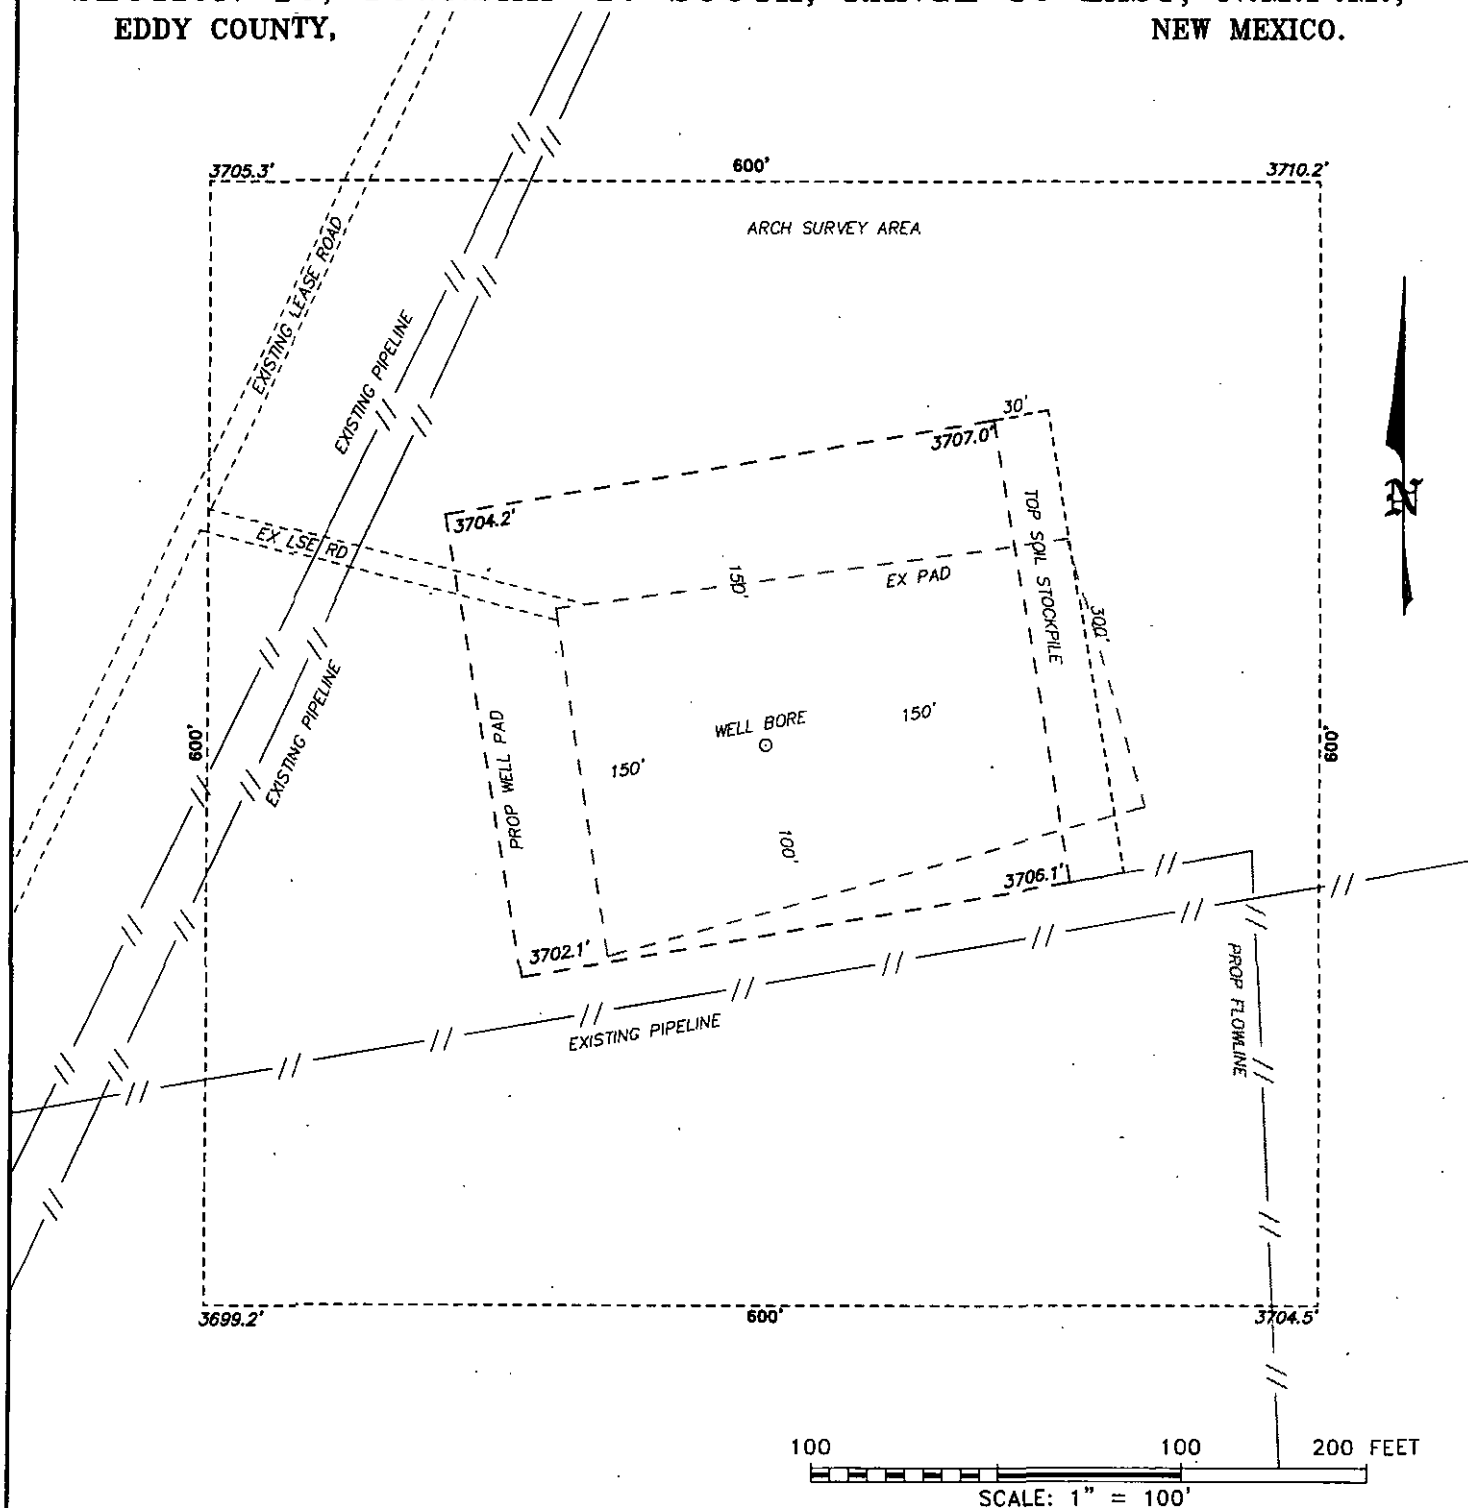 EDDY COUNTY, NEW MEXICO.
3705.3' 600' 3710.2'
ARCH SURVEY AREA
EXISTING LEASE ROAD
EXISTING PIPELINE
30'
3707.0'
3704.2'
EX LSE RD
TOP SOIL STOCKPILE
150'
EX PAD
300'
600'
EXISTING PIPELINE
PROP WELL PAD
WELL BORE
150'
150'
600'
100'
3706.1'
3702.1'
EXISTING PIPELINE
PROP FLOWLINE
3699.2' 600' 3704.5'
100 100 200 FEET
SCALE: 1" = 100'